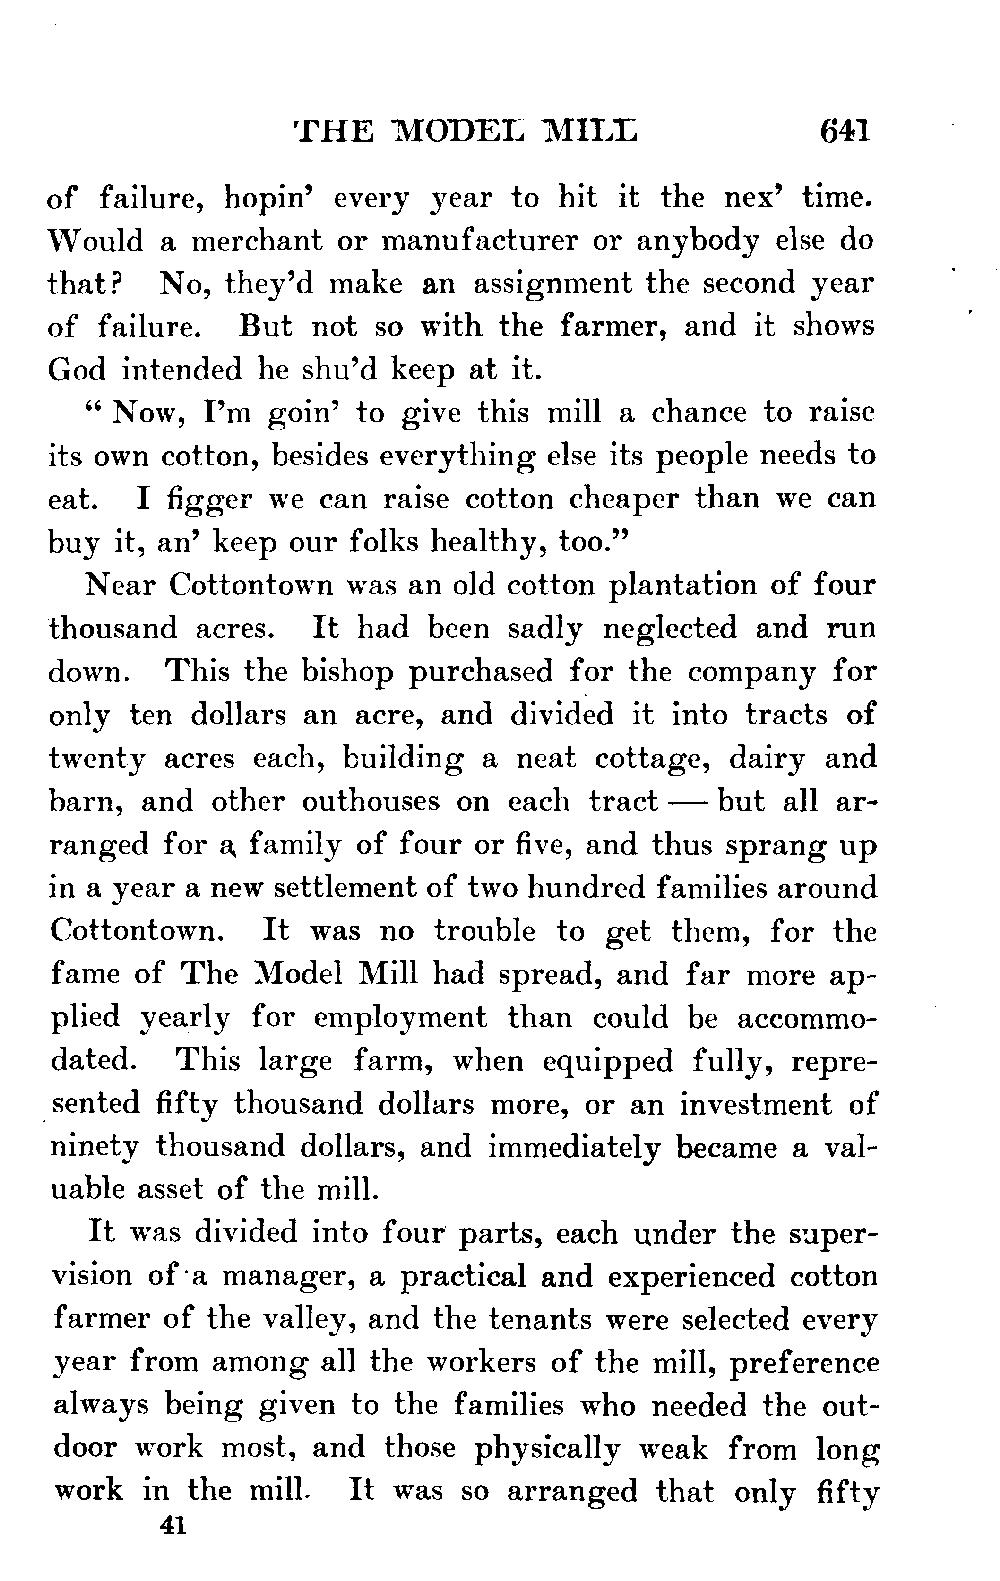 THE MODEL MILL 641
of failure, hopin' every year to hit it the nex' time.
Would a merchant or manufacturer or anybody else do
that? No, they'd make an assignment the second year
of failure. But not so with the farmer, and it shows
God intended he shu'd keep at it.
“ Now, I'm goin' to give this mill a chance to raise
its own cotton, besides everything else its people needs to
eat. I figger we can raise cotton cheaper than we can
buy it, an' keep our folks healthy, too.”
Near Cottontown was an old cotton plantation of four
thousand acres. It had been sadly neglected and run
down. This the bishop purchased for the company for
only ten dollars an acre, and divided it into tracts of
twenty acres each, building a neat cottage, dairy and
barn, and other outhouses on each tract — but all ar-
ranged for a family of four or five, and thus sprang up
in a year a new settlement of two hundred families around
Cottontown. It was no trouble to get them, for the
fame of The Model Mill had spread, and far more ap-
plied yearly for employment than could be accommo-
dated. This large farm, when equipped fully, repre-
sented fifty thousand dollars more, or an investment of
ninety thousand dollars, and immediately became a val-
uable asset of the mill.
It was divided into four parts, each under the super-
vision of a manager, a practical and experienced cotton
farmer of the valley, and the tenants were selected every
year from among all the workers of the mill, preference
always being given to the families who needed the out-
door work most, and those physically weak from long
work in the mill. It was so arranged that only fifty
41